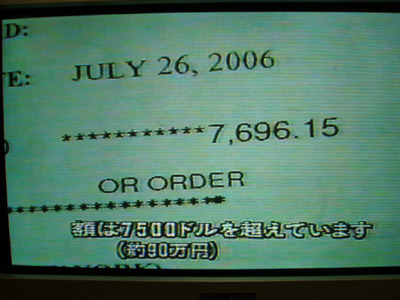 D:
TE: JULY 26, 2006
***********7,696.15
OR ORDER
額は7500ドルを超えています
(約90万円)